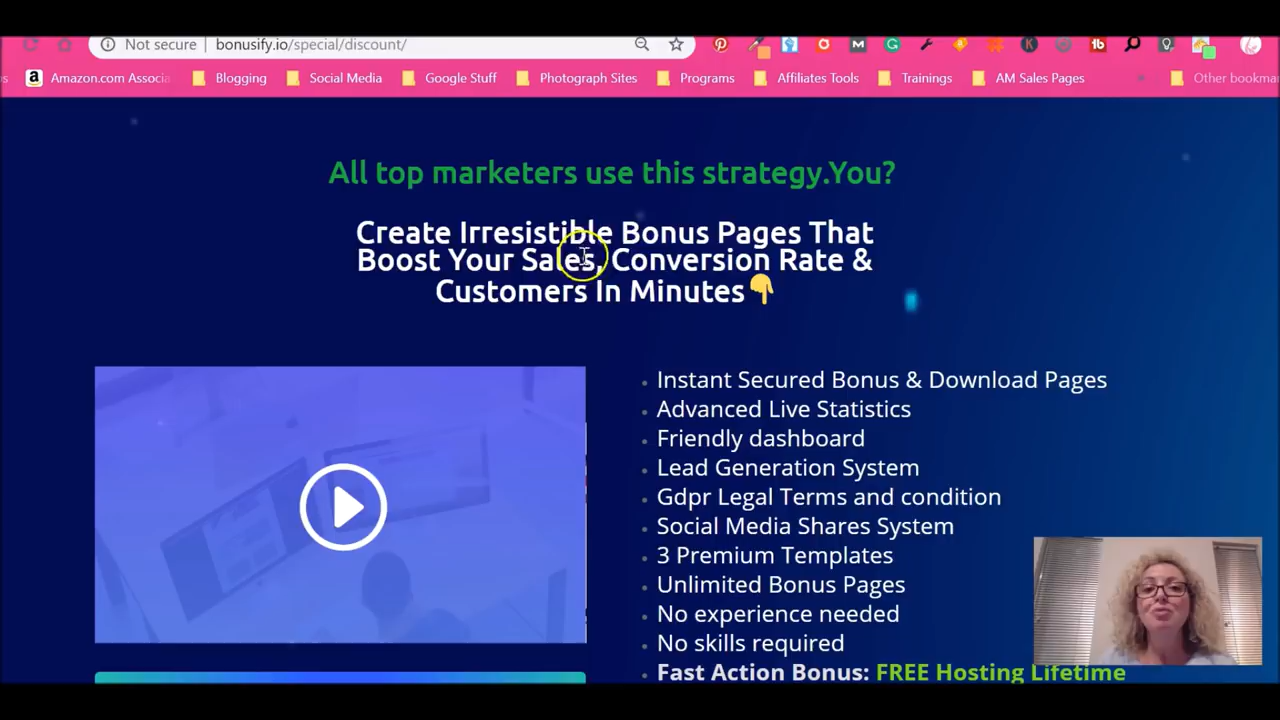 Not secure bonusify.io/special/discount/
Amazon.com Associa Blogging Social Media Google Stuff Photograph Sites Programs Affiliates Tools Trainings AM Sales Pages Other bookma
All top marketers use this strategy.You?
Create Irresistible Bonus Pages That
Boost Your Sales, Conversion Rate &
Customers In Minutes👇
Instant Secured Bonus & Download Pages
Advanced Live Statistics
Friendly dashboard
Lead Generation System
Gdpr Legal Terms and condition
Social Media Shares System
3 Premium Templates
Unlimited Bonus Pages
No experience needed
No skills required
Fast Action Bonus: FREE Hosting Lifetime